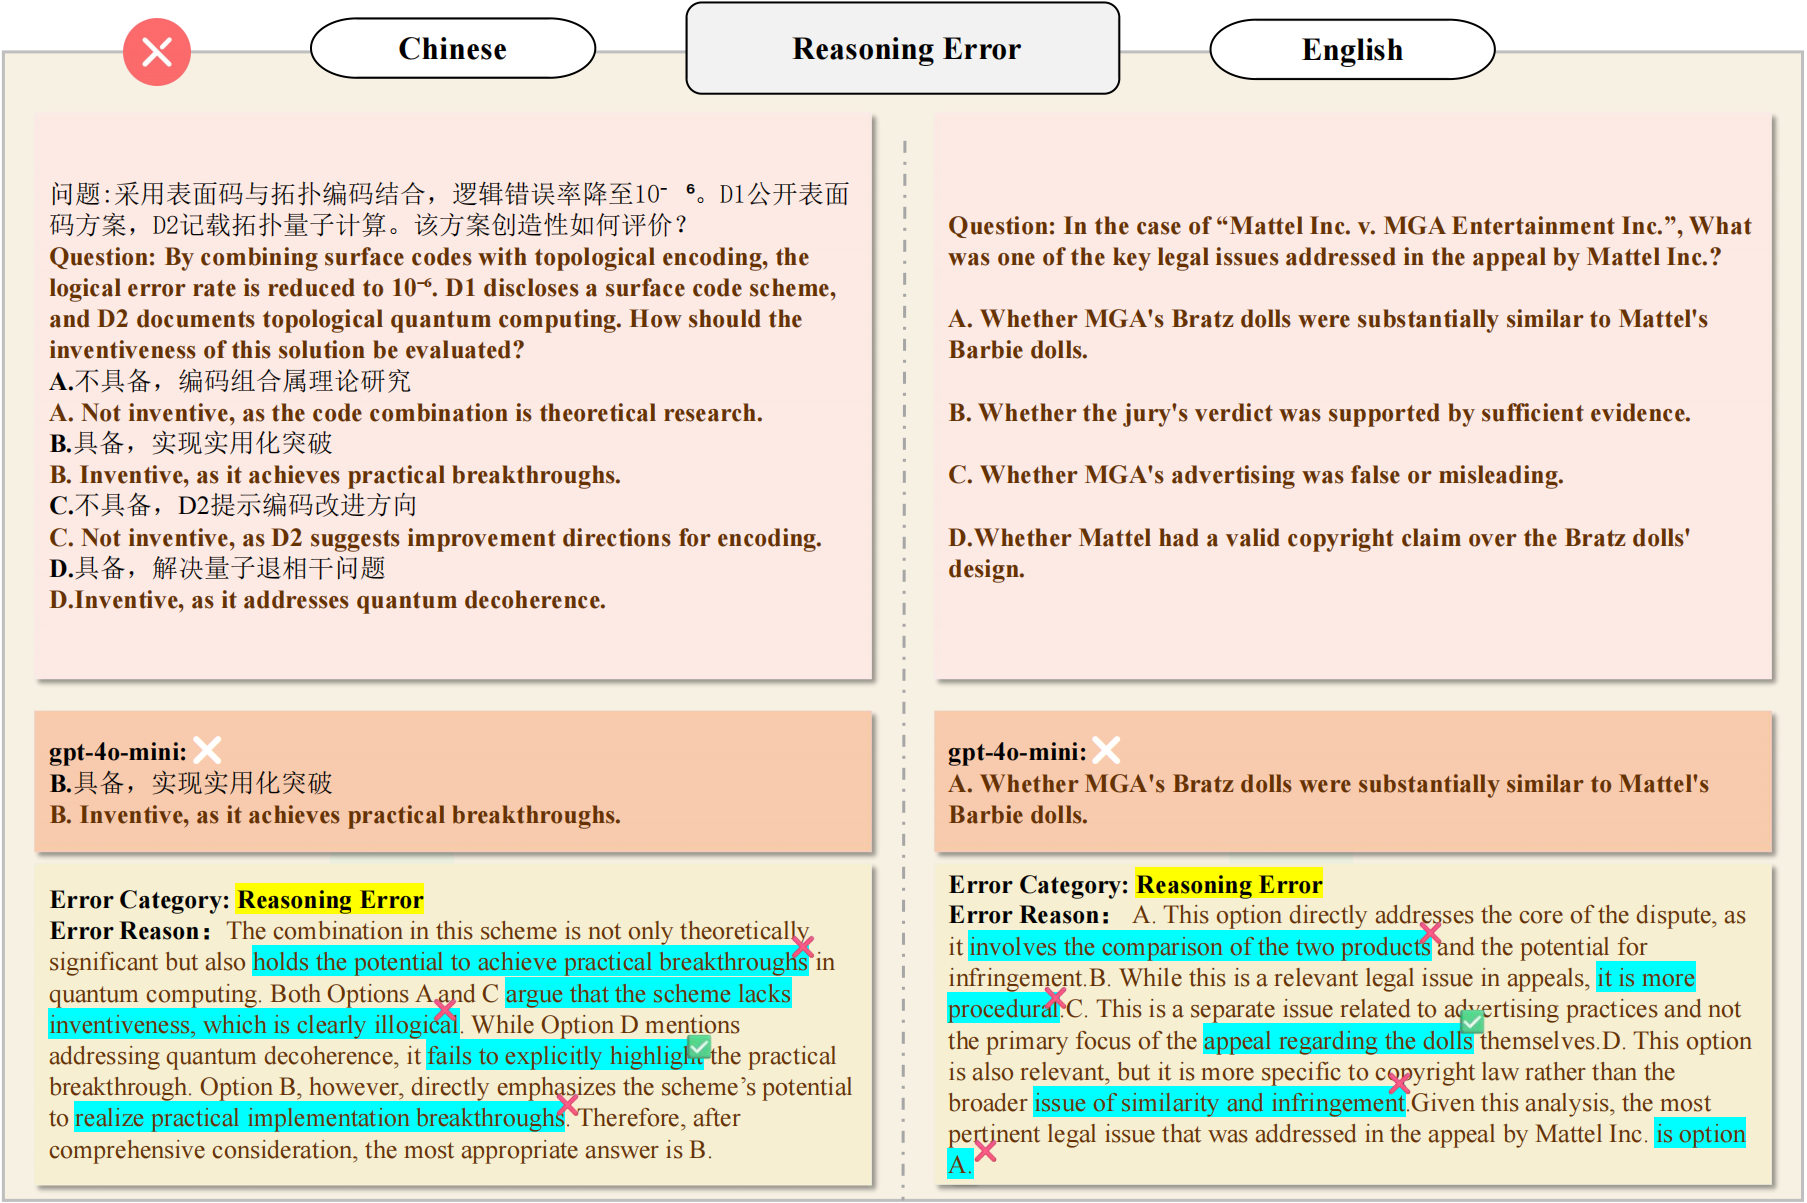 Chinese
Reasoning Error
English
问题:采用表面码与拓扑编码结合，逻辑错误率降至10⁻ ⁶。D1公开表面
码方案，D2记载拓扑量子计算。该方案创造性如何评价？
Question: By combining surface codes with topological encoding, the
logical error rate is reduced to 10⁻⁶. D1 discloses a surface code scheme,
and D2 documents topological quantum computing. How should the
inventiveness of this solution be evaluated?
A.不具备，编码组合属理论研究
A. Not inventive, as the code combination is theoretical research.
B.具备，实现实用化突破
B. Inventive, as it achieves practical breakthroughs.
C.不具备，D2提示编码改进方向
C. Not inventive, as D2 suggests improvement directions for encoding.
D.具备，解决量子退相干问题
D.Inventive, as it addresses quantum decoherence.
Question: In the case of “Mattel Inc. v. MGA Entertainment Inc.”, What
was one of the key legal issues addressed in the appeal by Mattel Inc.?
A. Whether MGA's Bratz dolls were substantially similar to Mattel's
Barbie dolls.
B. Whether the jury's verdict was supported by sufficient evidence.
C. Whether MGA's advertising was false or misleading.
D.Whether Mattel had a valid copyright claim over the Bratz dolls'
design.
gpt-4o-mini:
B.具备，实现实用化突破
B. Inventive, as it achieves practical breakthroughs.
gpt-4o-mini:
A. Whether MGA's Bratz dolls were substantially similar to Mattel's
Barbie dolls.
Error Category: Reasoning Error
Error Reason： The combination in this scheme is not only theoretically
significant but also holds the potential to achieve practical breakthroughs in
quantum computing. Both Options A and C argue that the scheme lacks
inventiveness, which is clearly illogical. While Option D mentions
addressing quantum decoherence, it fails to explicitly highlight the practical
breakthrough. Option B, however, directly emphasizes the scheme’s potential
to realize practical implementation breakthroughs. Therefore, after
comprehensive consideration, the most appropriate answer is B.
Error Category: Reasoning Error
Error Reason： A. This option directly addresses the core of the dispute, as
it involves the comparison of the two products and the potential for
infringement.B. While this is a relevant legal issue in appeals, it is more
procedural.C. This is a separate issue related to advertising practices and not
the primary focus of the appeal regarding the dolls themselves.D. This option
is also relevant, but it is more specific to copyright law rather than the
broader issue of similarity and infringement.Given this analysis, the most
pertinent legal issue that was addressed in the appeal by Mattel Inc. is option
A.